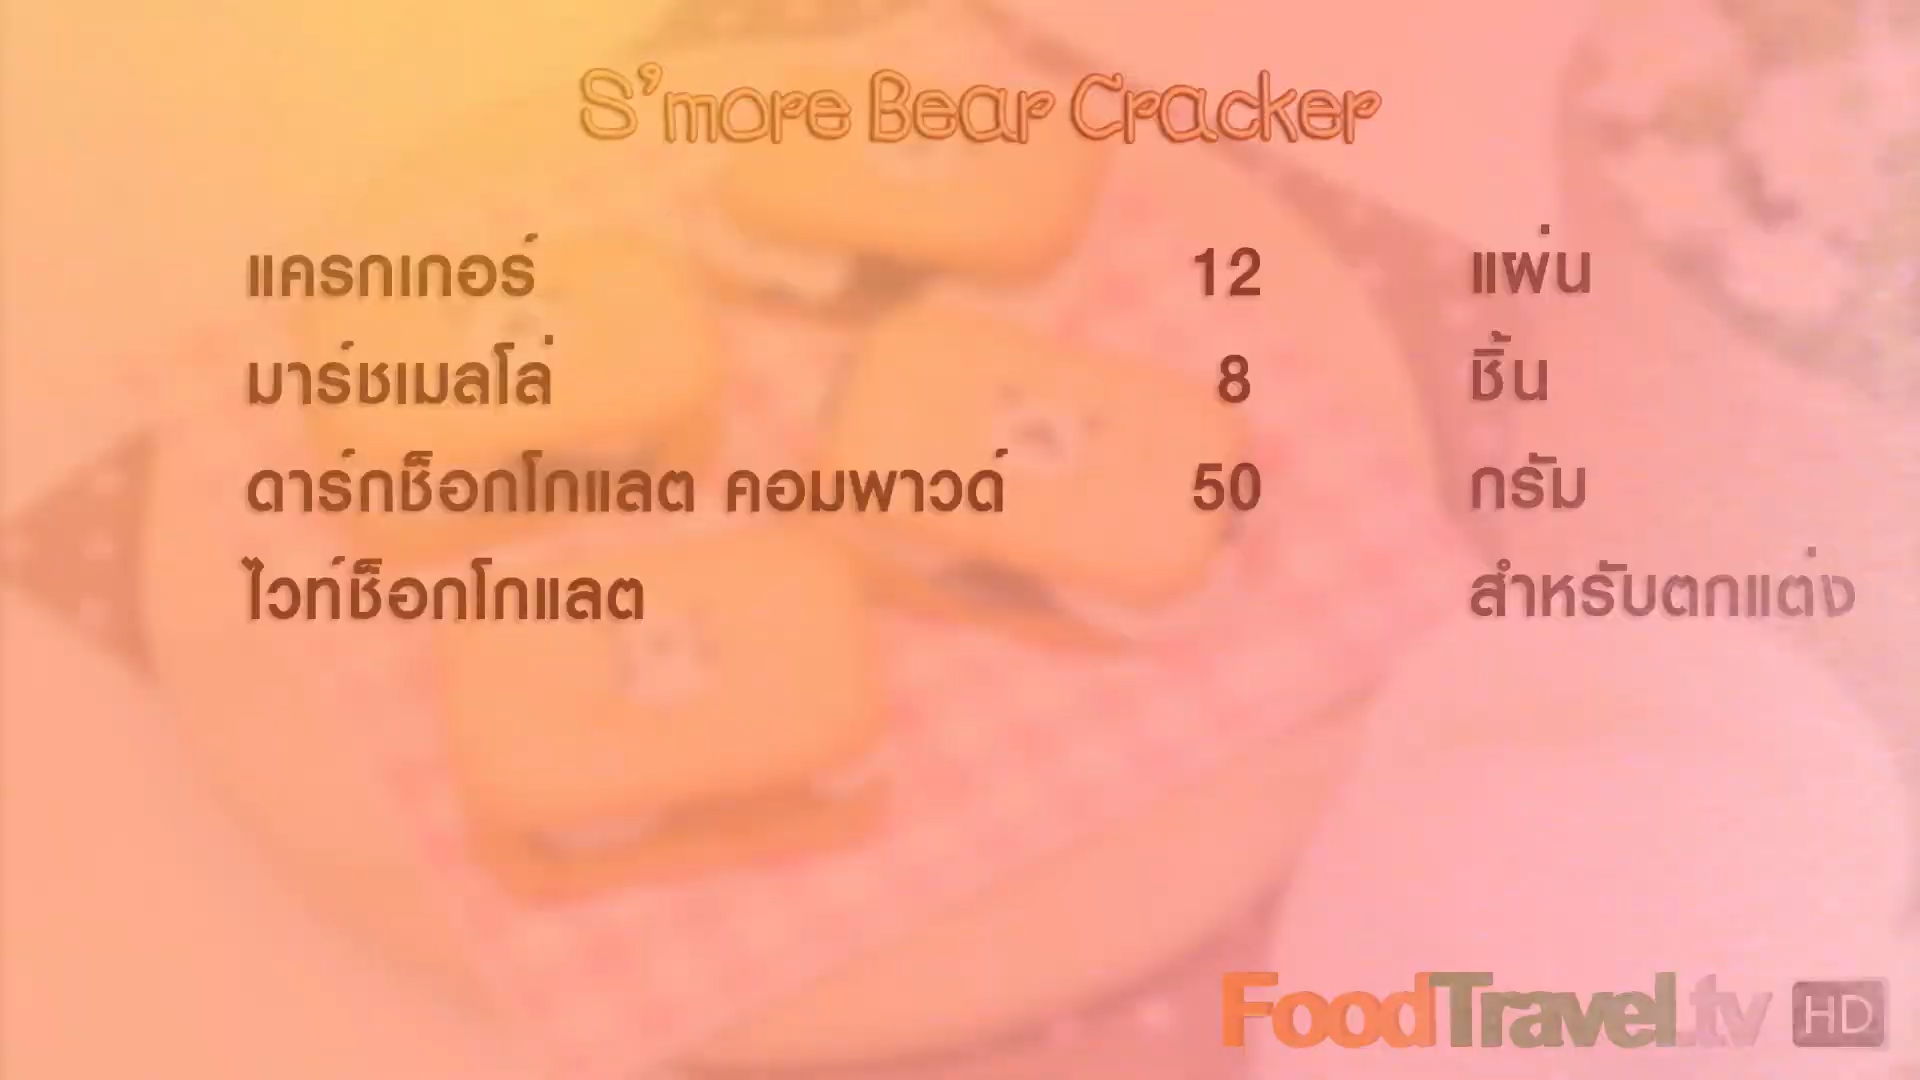 S'more Bear Cracker
แครกเกอร์ 12 แผ่น
มาร์ชเมลโล่ 8 ชิ้น
ดาร์กช็อกโกแลต คอมพาวด์ 50 กรัม
ไวท์ช็อกโกแลต สำหรับตกแต่ง
FoodTravel.tv HD